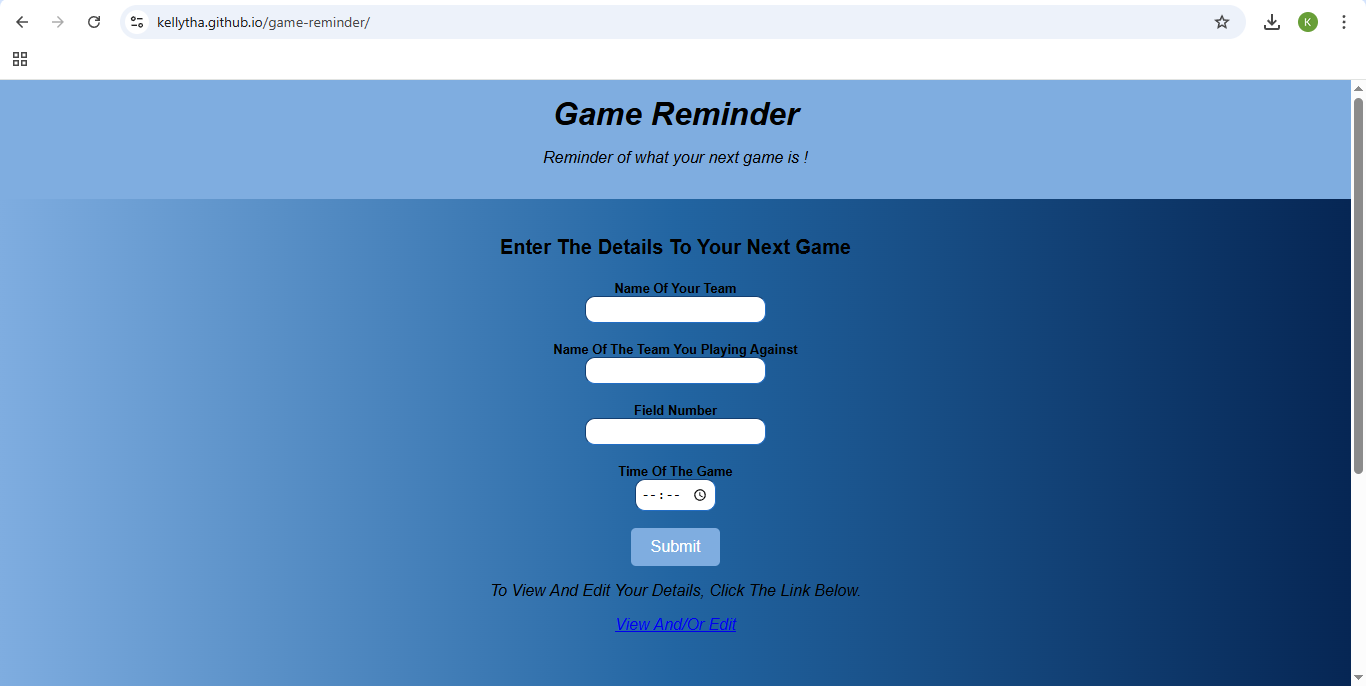 kellytha.github.io/game-reminder/
K
Game Reminder
Reminder of what your next game is !
Enter The Details To Your Next Game
Name Of Your Team
Name Of The Team You Playing Against
Field Number
Time Of The Game
--:--
Submit
To View And Edit Your Details, Click The Link Below.
View And/Or Edit